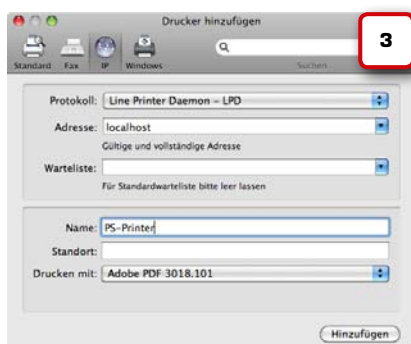 Drucker hinzufügen
3
Standard Fax IP Windows Suchen
Protokoll: Line Printer Daemon – LPD
Adresse: localhost
Gültige und vollständige Adresse
Warteliste:
Für Standardwarteliste bitte leer lassen
Name: PS-Printer
Standort:
Drucken mit: Adobe PDF 3018.101
Hinzufügen